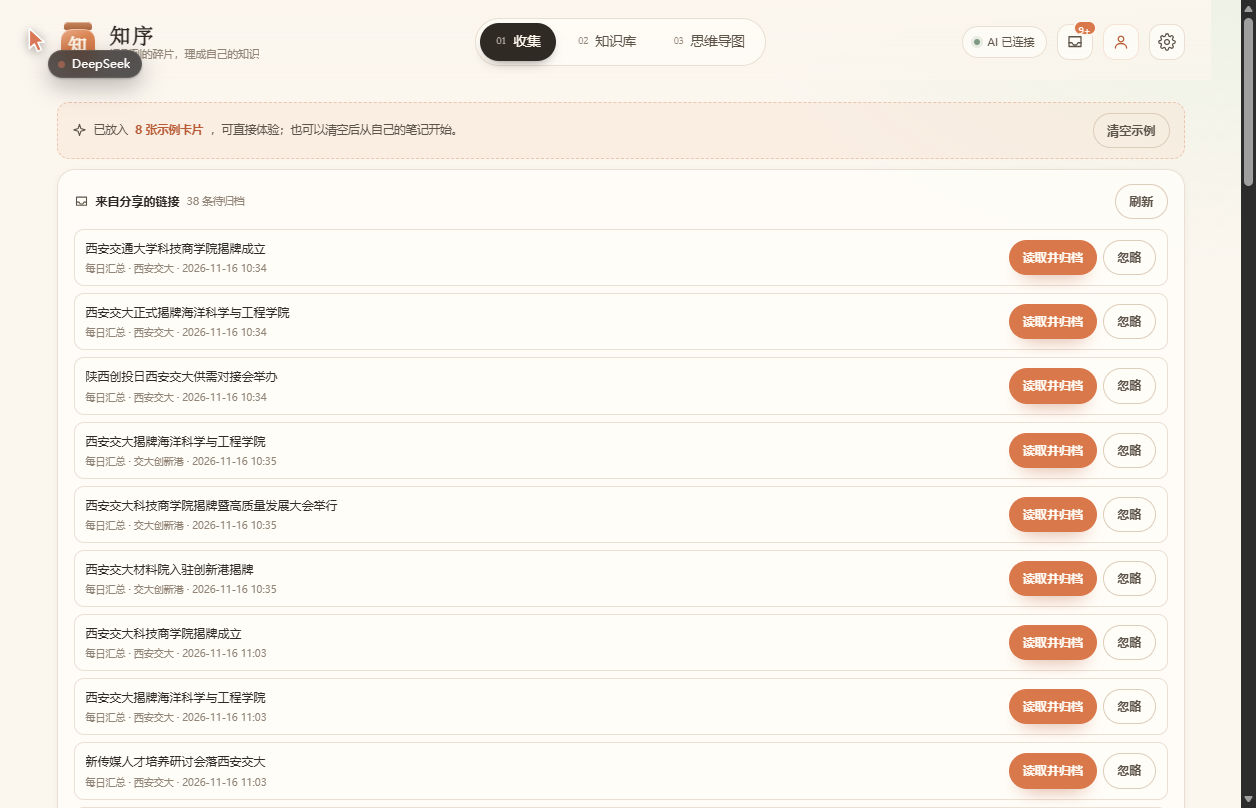 知序
知
到的碎片，理成自己的知识
DeepSeek
01 收集
02 知识库
03 思维导图
AI 已连接
9+
已放入 8 张示例卡片 ，可直接体验；也可以清空后从自己的笔记开始。
清空示例
来自分享的链接 38 条待归档
刷新
西安交通大学科技商学院揭牌成立
每日汇总 · 西安交大 · 2026-11-16 10:34
读取并归档 忽略
西安交大正式揭牌海洋科学与工程学院
每日汇总 · 西安交大 · 2026-11-16 10:34
读取并归档 忽略
陕西创投日西安交大供需对接会举办
每日汇总 · 西安交大 · 2026-11-16 10:34
读取并归档 忽略
西安交大揭牌海洋科学与工程学院
每日汇总 · 交大创新港 · 2026-11-16 10:35
读取并归档 忽略
西安交大科技商学院揭牌暨高质量发展大会举行
每日汇总 · 交大创新港 · 2026-11-16 10:35
读取并归档 忽略
西安交大材料院入驻创新港揭牌
每日汇总 · 交大创新港 · 2026-11-16 10:35
读取并归档 忽略
西安交大科技商学院揭牌成立
每日汇总 · 西安交大 · 2026-11-16 11:03
读取并归档 忽略
西安交大揭牌海洋科学与工程学院
每日汇总 · 西安交大 · 2026-11-16 11:03
读取并归档 忽略
新传媒人才培养研讨会落西安交大
每日汇总 · 西安交大 · 2026-11-16 11:03
读取并归档 忽略